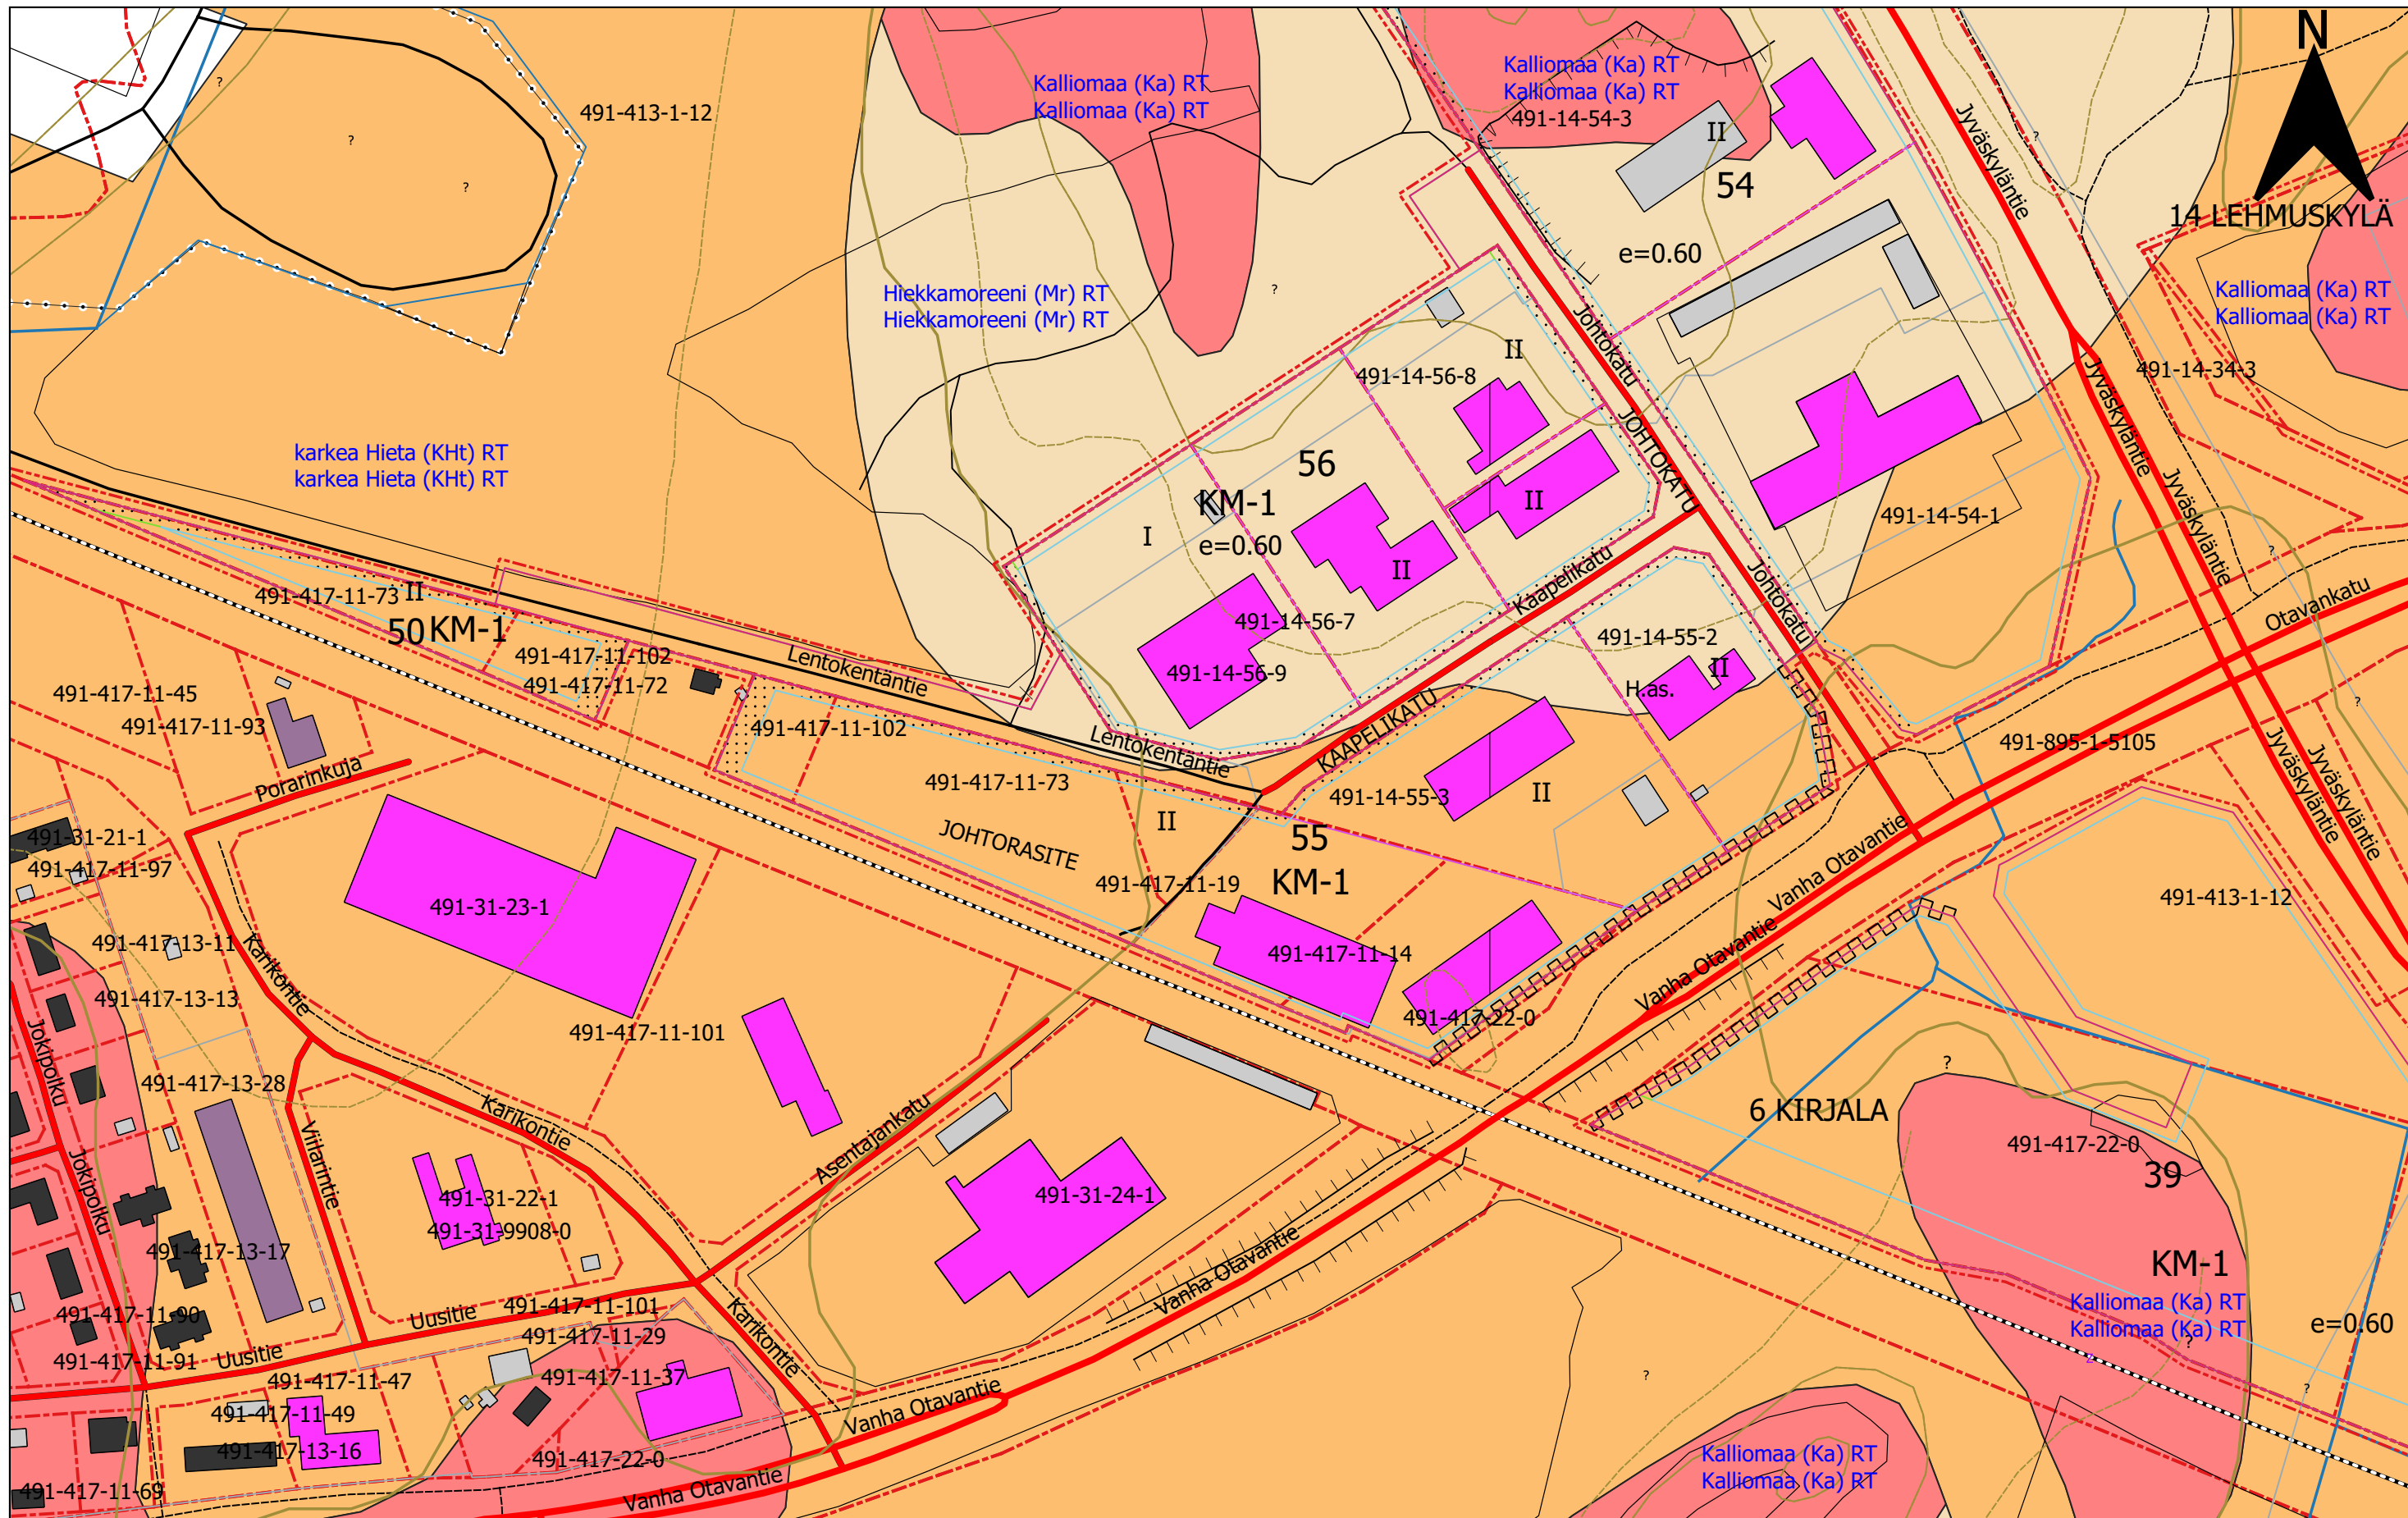 N
491-413-1-12
Kalliomaa (Ka) RT
Kalliomaa (Ka) RT
Kalliomaa (Ka) RT
Kalliomaa (Ka) RT
491-14-54-3
II
54
Jyväskyläntie
14 LEHMUSKYLÄ
e=0.60
Hiekkamoreeni (Mr) RT
Hiekkamoreeni (Mr) RT
Kalliomaa (Ka) RT
Kalliomaa (Ka) RT
Johtokatu
II
491-14-56-8
491-14-34-3
Jyväskyläntie
JOHTOKATU
karkea Hieta (KHt) RT
karkea Hieta (KHt) RT
56
KM-1
I
e=0.60
II
II
491-14-54-1
Jyväskyläntie
Kaapelikatu
Johtokatu
Otavankatu
491-417-11-73
II
50
KM-1
491-14-56-7
491-14-55-2
491-417-11-102
491-417-11-72
Lentokentäntie
491-14-56-9
II
H.as.
491-417-11-45
491-417-11-93
491-417-11-102
Lentokentäntie
KAAPELIKATU
491-895-1-5105
Jyväskyläntie
Jyväskyläntie
Porarinkuja
491-417-11-73
491-14-55-3
II
II
55
JOHTORASITE
491-31-21-1
491-417-11-97
Vanha Otavantie
491-417-11-19
KM-1
491-413-1-12
491-31-23-1
491-417-13-11
Karikontie
491-417-11-14
Vanha Otavantie
491-417-13-13
491-417-22-0
491-417-11-101
Jokipolku
491-417-13-28
Karikontie
Asentajankatu
6 KIRJALA
491-417-22-0
39
Viilarintie
Jokipolku
491-31-22-1
491-31-9908-0
491-31-24-1
491-417-13-17
Vanha Otavantie
KM-1
Kalliomaa (Ka) RT
Kalliomaa (Ka) RT
e=0.60
491-417-11-90
Uusitie
491-417-11-101
491-417-11-29
Karikontie
491-417-11-91
Uusitie
491-417-11-47
491-417-11-37
491-417-11-49
Vanha Otavantie
491-417-13-16
491-417-22-0
Kalliomaa (Ka) RT
Kalliomaa (Ka) RT
491-417-11-69
Vanha Otavantie